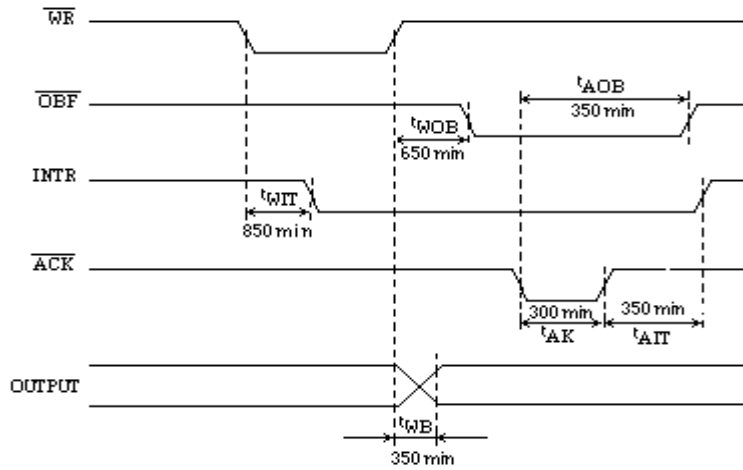 WR
OBF
tAOB
350 min
tWOB
650 min
INTR
tWIT
850 min
ACK
300 min
350 min
tAK
tAIT
OUTPUT
tWB
350 min